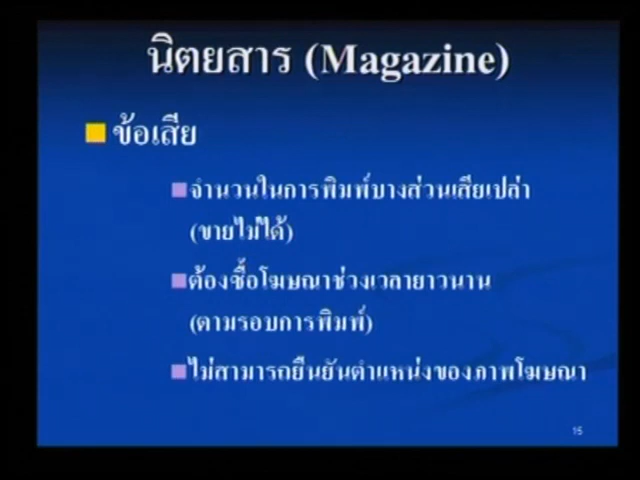 นิตยสาร (Magazine)
ข้อเสีย
จำนวนในการพิมพ์บางส่วนเสียเปล่า
(ขายไม่ได้)
ต้องซื้อโฆษณาช่วงเวลายาวนาน
(ตามรอบการพิมพ์)
ไม่สามารถยืนยันตำแหน่งของภาพโฆษณา
15